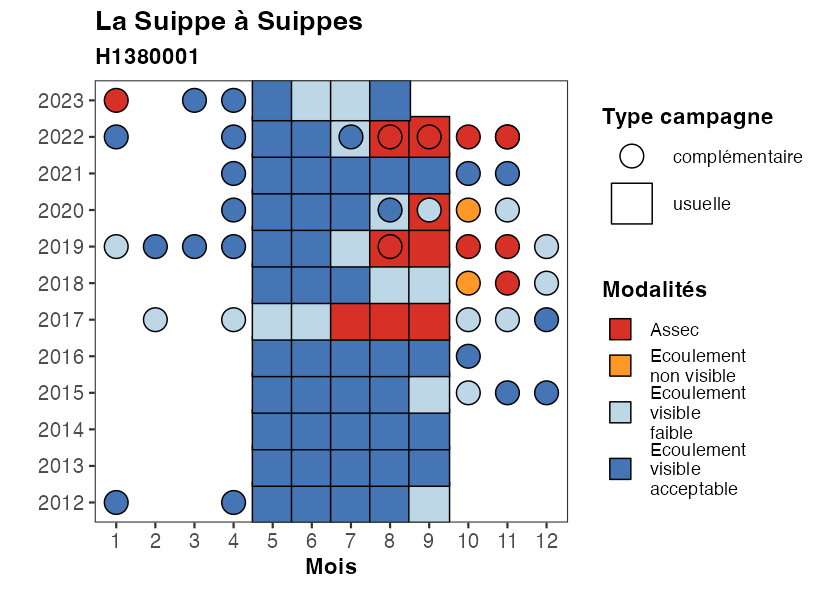 La Suippe à Suippes
H1380001
2023
2022
2021
2020
2019
2018
2017
2016
2015
2014
2013
2012
1 2 3 4 5 6 7 8 9 10 11 12
Mois
Type campagne
complémentaire
usuelle
Modalités
Assec
Ecoulement
non visible
Ecoulement
visible
faible
Ecoulement
visible
acceptable